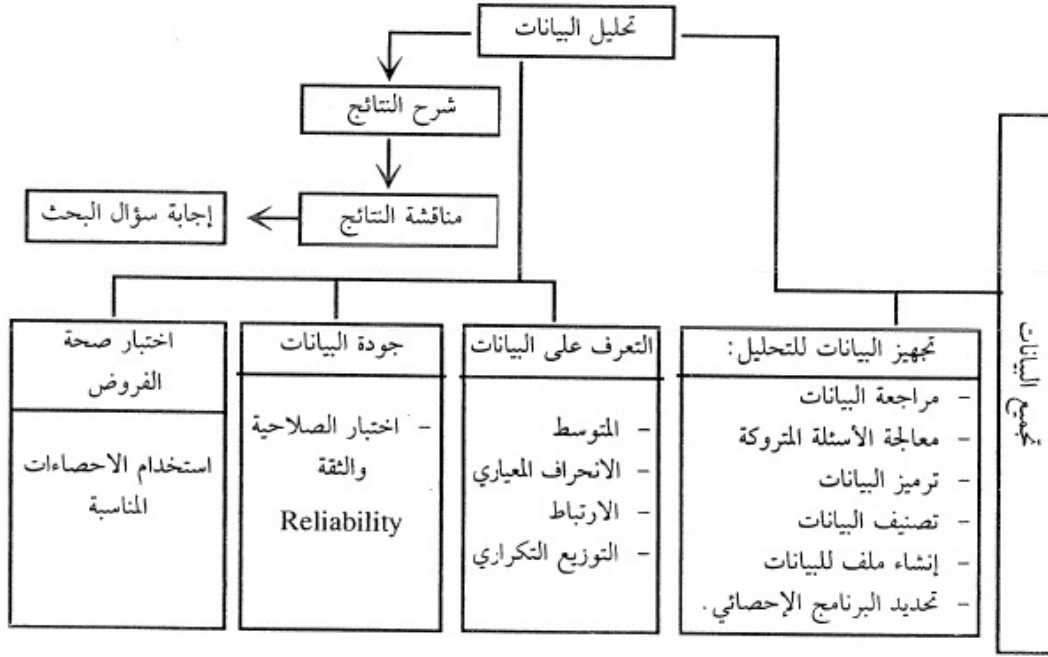 تحليل البيانات
شرح النتائج
مناقشة النتائج
إجابة سؤال البحث
تجميع البيانات
تجهيز البيانات للتحليل:
- مراجعة البيانات
- معالجة الأسئلة المتروكة
- ترميز البيانات
- تصنيف البيانات
- إنشاء ملف للبيانات
- تحديد البرنامج الإحصائي.
التعرف على البيانات
- المتوسط
- الانحراف المعياري
- الارتباط
- التوزيع التكراري
جودة البيانات
- اختبار الصلاحية
والثقة
Reliability
اختبار صحة
الفروض
استخدام الاحصاءات
المناسبة